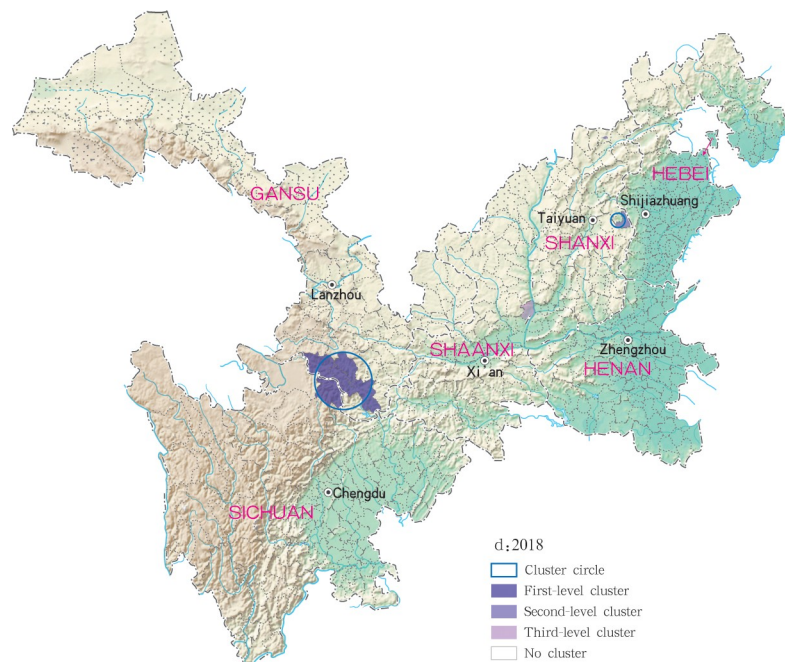 HEBEI
Shijiazhuang
Taiyuan
GANSU
SHANXI
Lanzhou
SHAANXI
Zhengzhou
Xi an
HENAN
Chengdu
SICHUAN
d:2018
Cluster circle
First-level cluster
Second-level cluster
Third-level cluster
No cluster